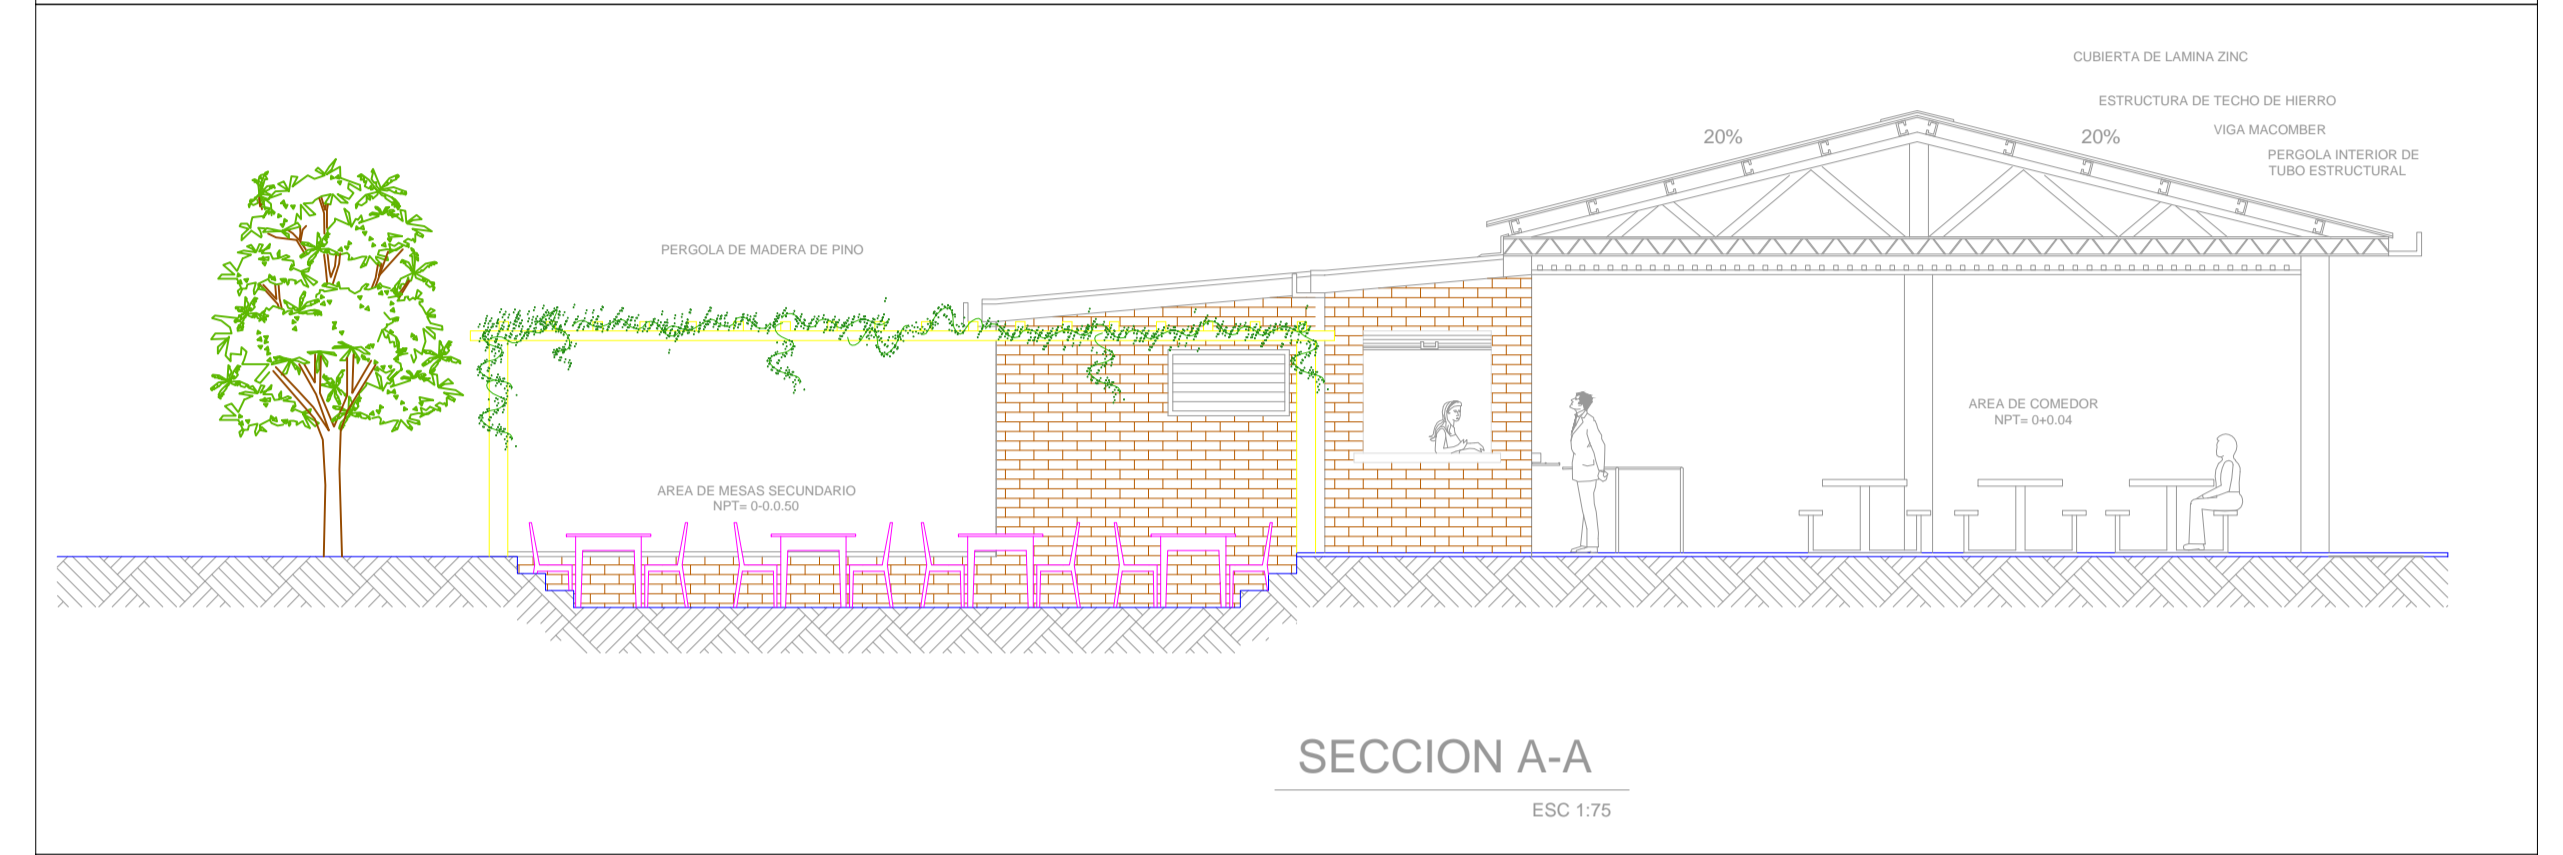 CUBIERTA DE LAMINA ZINC
ESTRUCTURA DE TECHO DE HIERRO
20%
20%
VIGA MACOMBER
PERGOLA INTERIOR DE
TUBO ESTRUCTURAL
PERGOLA DE MADERA DE PINO
AREA DE COMEDOR
NPT= 0+0.04
AREA DE MESAS SECUNDARIO
NPT= 0-0.0.50
SECCION A-A
ESC 1:75